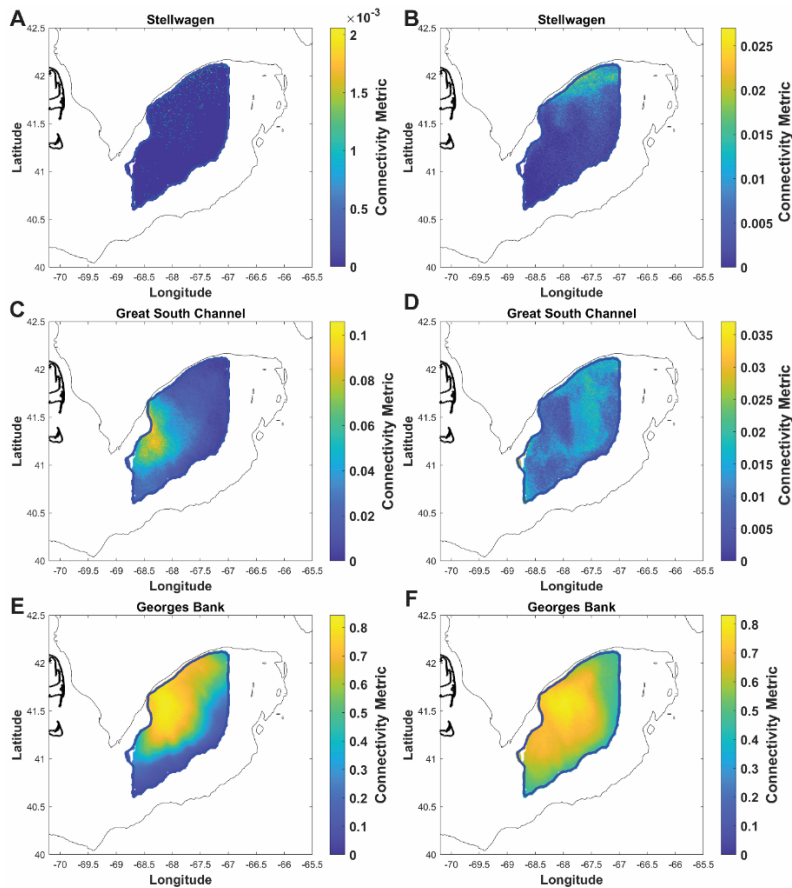 A
Stellwagen
×10⁻³
42.5
42
41.5
41
40.5
40
Latitude
-70 -69.5 -69 -68.5 -68 -67.5 -67 -66.5 -66 -65.5
Longitude
2
1.5
1
0.5
0
Connectivity Metric
B
Stellwagen
42.5
42
41.5
41
40.5
40
Latitude
-70 -69.5 -69 -68.5 -68 -67.5 -67 -66.5 -66 -65.5
Longitude
0.025
0.02
0.015
0.01
0.005
0
Connectivity Metric
C
Great South Channel
42.5
42
41.5
41
40.5
40
Latitude
-70 -69.5 -69 -68.5 -68 -67.5 -67 -66.5 -66 -65.5
Longitude
0.1
0.08
0.06
0.04
0.02
0
Connectivity Metric
D
Great South Channel
42.5
42
41.5
41
40.5
40
Latitude
-70 -69.5 -69 -68.5 -68 -67.5 -67 -66.5 -66 -65.5
Longitude
0.035
0.03
0.025
0.02
0.015
0.01
0.005
0
Connectivity Metric
E
Georges Bank
42.5
42
41.5
41
40.5
40
Latitude
-70 -69.5 -69 -68.5 -68 -67.5 -67 -66.5 -66 -65.5
Longitude
0.8
0.7
0.6
0.5
0.4
0.3
0.2
0.1
0
Connectivity Metric
F
Georges Bank
42.5
42
41.5
41
40.5
40
Latitude
-70 -69.5 -69 -68.5 -68 -67.5 -67 -66.5 -66 -65.5
Longitude
0.8
0.7
0.6
0.5
0.4
0.3
0.2
0.1
0
Connectivity Metric